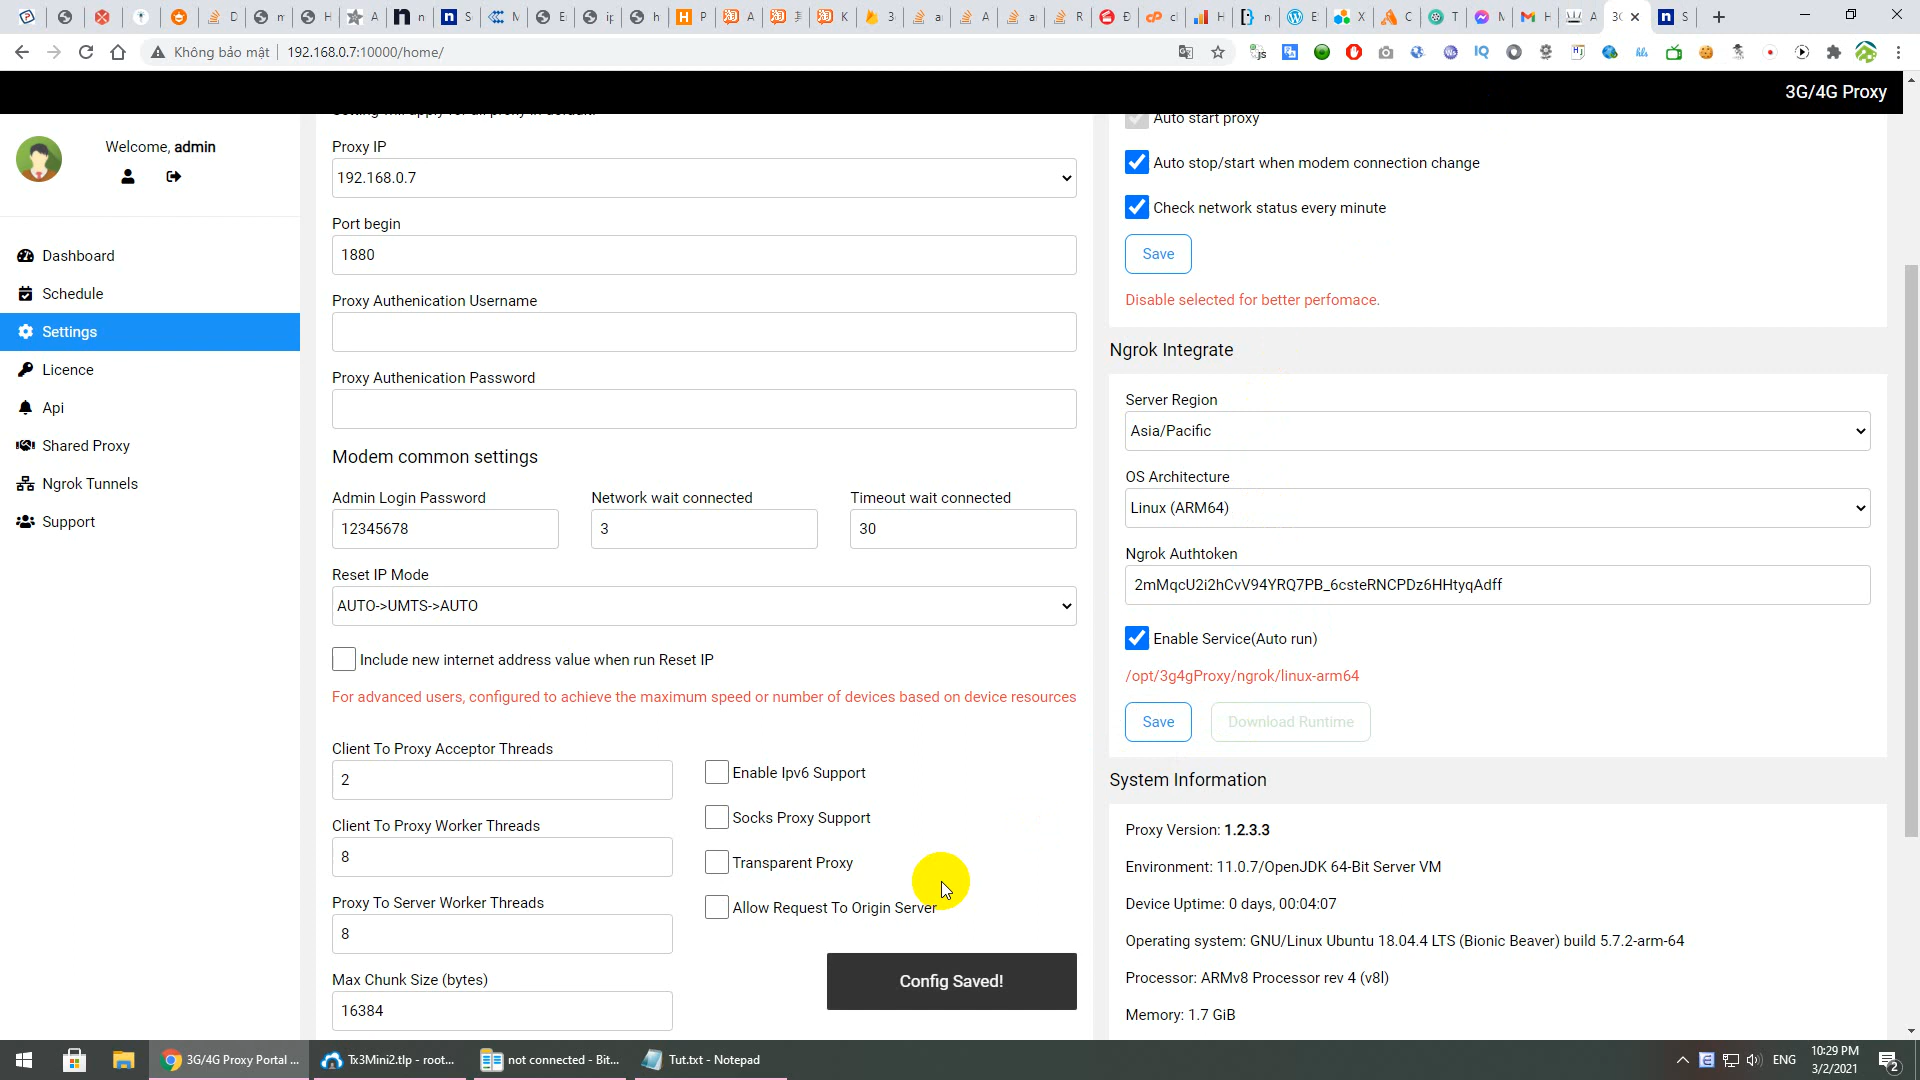 Không bảo mật
192.168.0.7:10000/home/
3G/4G Proxy
Welcome, admin
Dashboard
Schedule
Settings
Licence
Api
Shared Proxy
Ngrok Tunnels
Support
Proxy IP
192.168.0.7
Port begin
1880
Proxy Authenication Username
Proxy Authenication Password
Modem common settings
Admin Login Password
Network wait connected
Timeout wait connected
12345678
3
30
Reset IP Mode
AUTO->UMTS->AUTO
Include new internet address value when run Reset IP
For advanced users, configured to achieve the maximum speed or number of devices based on device resources
Client To Proxy Acceptor Threads
2
Client To Proxy Worker Threads
8
Proxy To Server Worker Threads
8
Max Chunk Size (bytes)
16384
Enable Ipv6 Support
Socks Proxy Support
Transparent Proxy
Allow Request To Origin Server
Config Saved!
Auto start proxy
Auto stop/start when modem connection change
Check network status every minute
Save
Disable selected for better perfomace.
Ngrok Integrate
Server Region
Asia/Pacific
OS Architecture
Linux (ARM64)
Ngrok Authtoken
2mMqcU2i2hCvV94YRQ7PB_6csteRNCPDz6HHtyqAdff
Enable Service(Auto run)
/opt/3g4gProxy/ngrok/linux-arm64
Save
Download Runtime
System Information
Proxy Version: 1.2.3.3
Environment: 11.0.7/OpenJDK 64-Bit Server VM
Device Uptime: 0 days, 00:04:07
Operating system: GNU/Linux Ubuntu 18.04.4 LTS (Bionic Beaver) build 5.7.2-arm-64
Processor: ARMv8 Processor rev 4 (v8l)
Memory: 1.7 GiB
3G/4G Proxy Portal ...
Tx3Mini2.tlp - root...
not connected - Bit...
Tut.txt - Notepad
ENG
10:29 PM
3/2/2021
2